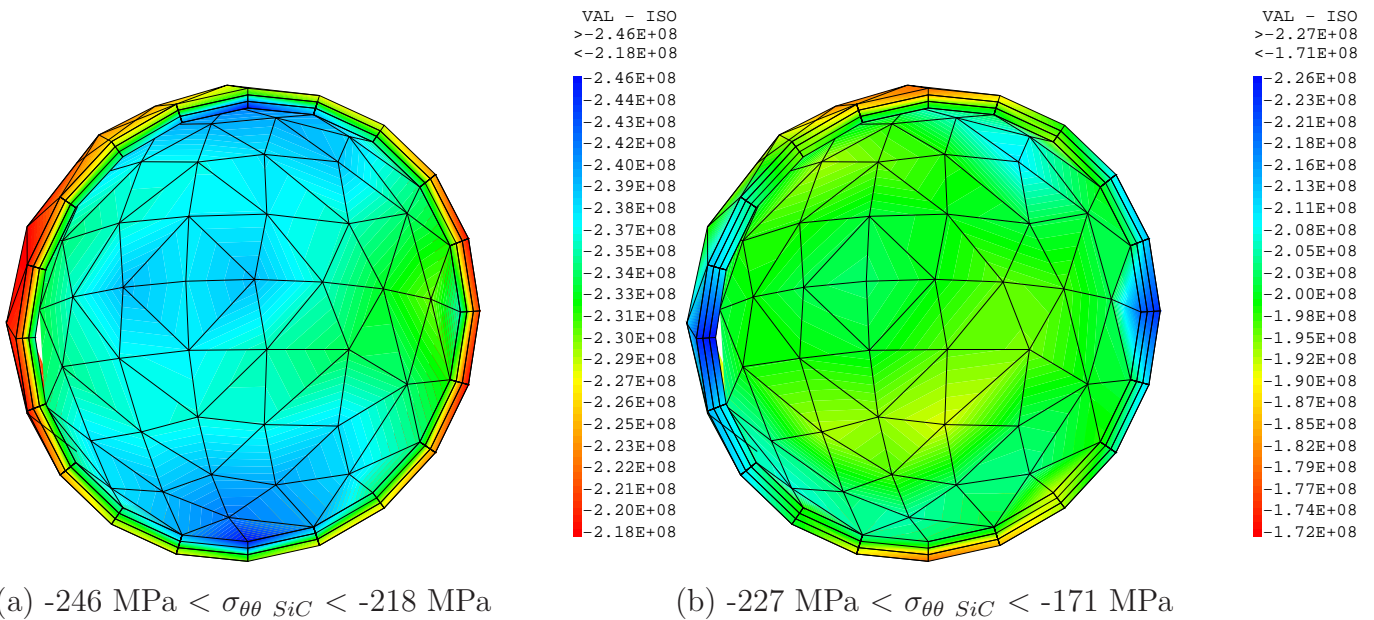 VAL - ISO
>-2.46E+08
<-2.18E+08
-2.46E+08
-2.44E+08
-2.43E+08
-2.42E+08
-2.40E+08
-2.39E+08
-2.38E+08
-2.37E+08
-2.35E+08
-2.34E+08
-2.33E+08
-2.31E+08
-2.30E+08
-2.29E+08
-2.27E+08
-2.26E+08
-2.25E+08
-2.23E+08
-2.22E+08
-2.21E+08
-2.20E+08
-2.18E+08
VAL - ISO
>-2.27E+08
<-1.71E+08
-2.26E+08
-2.23E+08
-2.21E+08
-2.18E+08
-2.16E+08
-2.13E+08
-2.11E+08
-2.08E+08
-2.05E+08
-2.03E+08
-2.00E+08
-1.98E+08
-1.95E+08
-1.92E+08
-1.90E+08
-1.87E+08
-1.85E+08
-1.82E+08
-1.79E+08
-1.77E+08
-1.74E+08
-1.72E+08
(a) -246 MPa < σθθ SiC < -218 MPa
(b) -227 MPa < σθθ SiC < -171 MPa